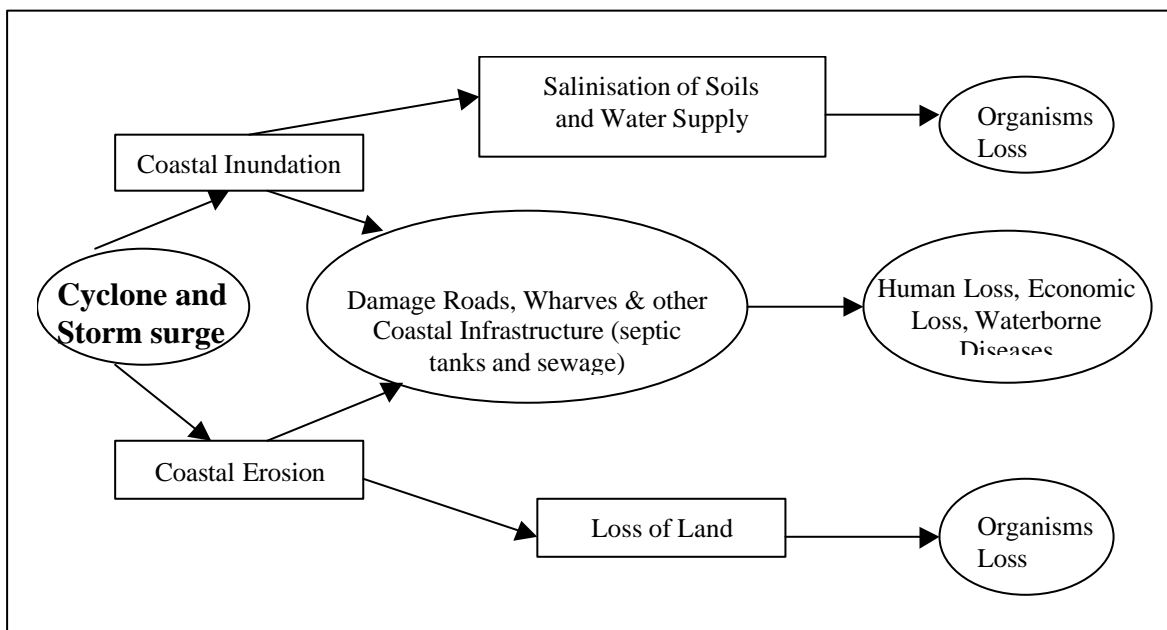 Salinisation of Soils
and Water Supply
Organisms
Loss
Coastal Inundation
Cyclone and
Storm surge
Damage Roads, Wharves & other
Coastal Infrastructure (septic
tanks and sewage)
Human Loss, Economic
Loss, Waterborne
Diseases
Coastal Erosion
Loss of Land
Organisms
Loss